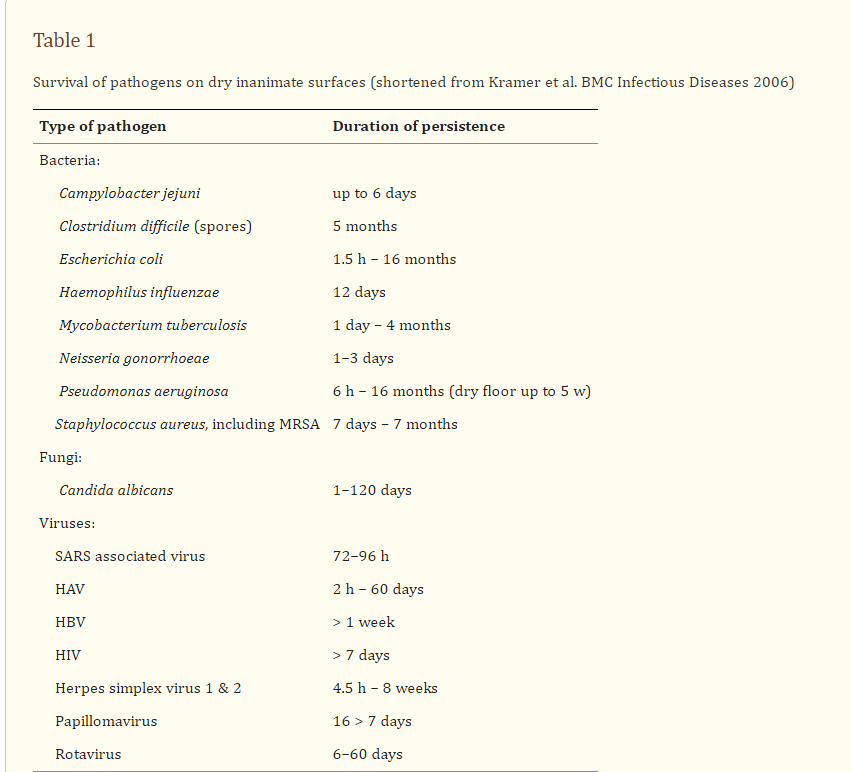 Table 1
Survival of pathogens on dry inanimate surfaces (shortened from Kramer et al. BMC Infectious Diseases 2006)
Type of pathogen Duration of persistence
Bacteria:
Campylobacter jejuni up to 6 days
Clostridium difficile (spores) 5 months
Escherichia coli 1.5 h – 16 months
Haemophilus influenzae 12 days
Mycobacterium tuberculosis 1 day – 4 months
Neisseria gonorrhoeae 1–3 days
Pseudomonas aeruginosa 6 h – 16 months (dry floor up to 5 w)
Staphylococcus aureus, including MRSA 7 days – 7 months
Fungi:
Candida albicans 1–120 days
Viruses:
SARS associated virus 72–96 h
HAV 2 h – 60 days
HBV > 1 week
HIV > 7 days
Herpes simplex virus 1 & 2 4.5 h – 8 weeks
Papillomavirus 16 > 7 days
Rotavirus 6–60 days